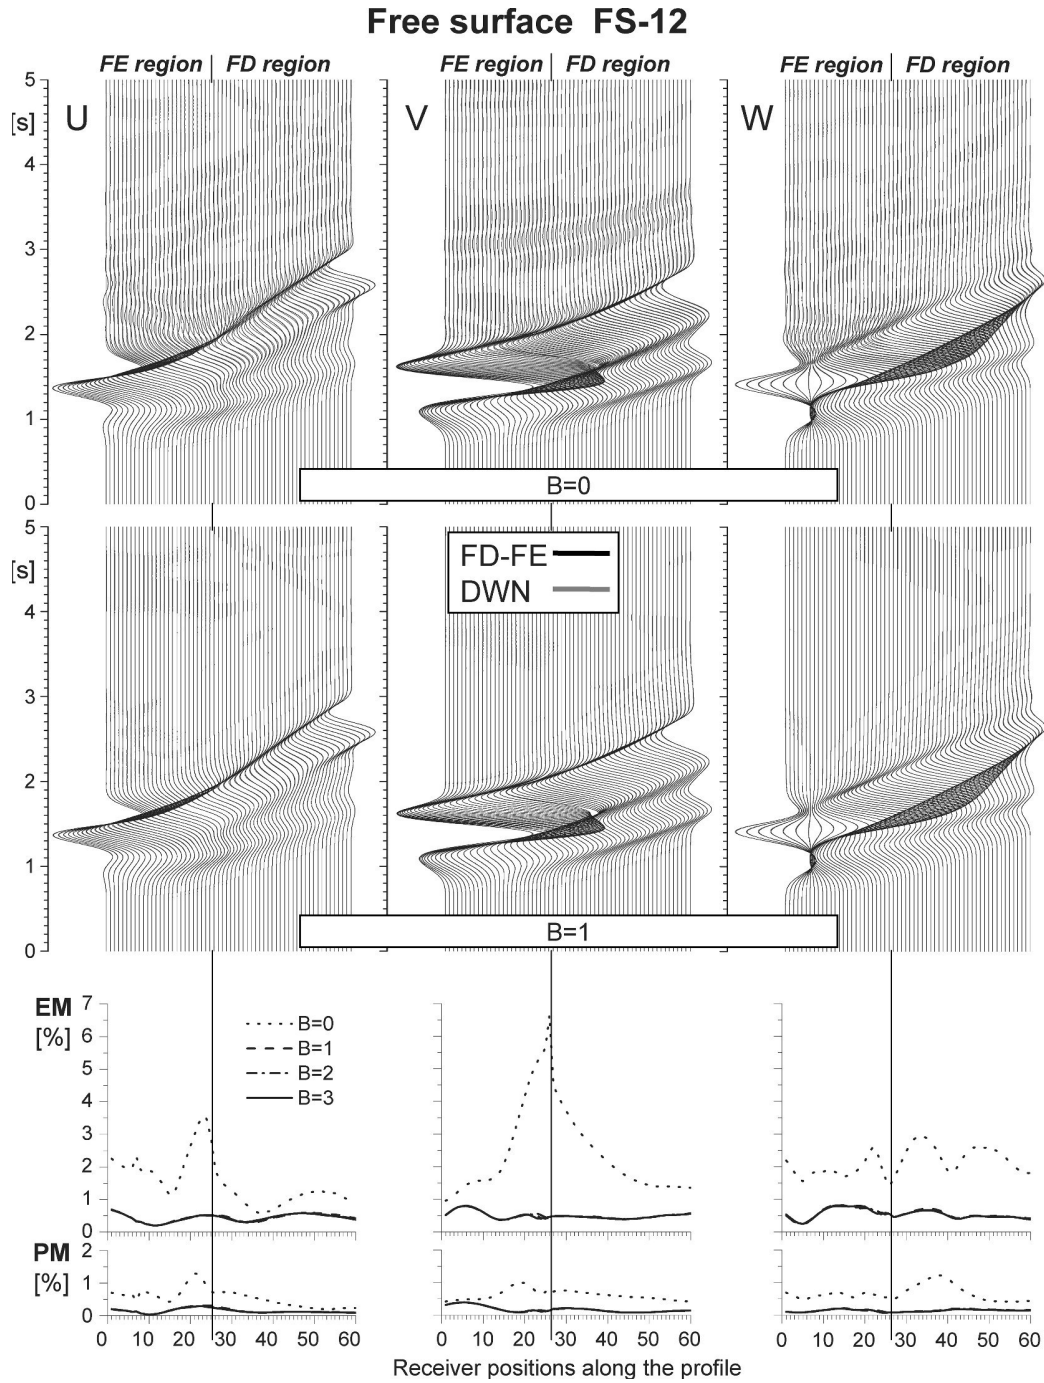 Free surface FS-12
FE region FD region FE region FD region FE region FD region
5
[s] U V W
4
3
2
1
0
B=0
5
[s]
FD-FE
DWN
4
3
2
1
0
B=1
EM
[%]
7
6
5
4
3
2
1
0
B=0
B=1
B=2
B=3
PM
[%]
2
1
0
0 10 20 30 40 50 60 0 10 20 30 40 50 60 0 10 20 30 40 50 60
Receiver positions along the profile